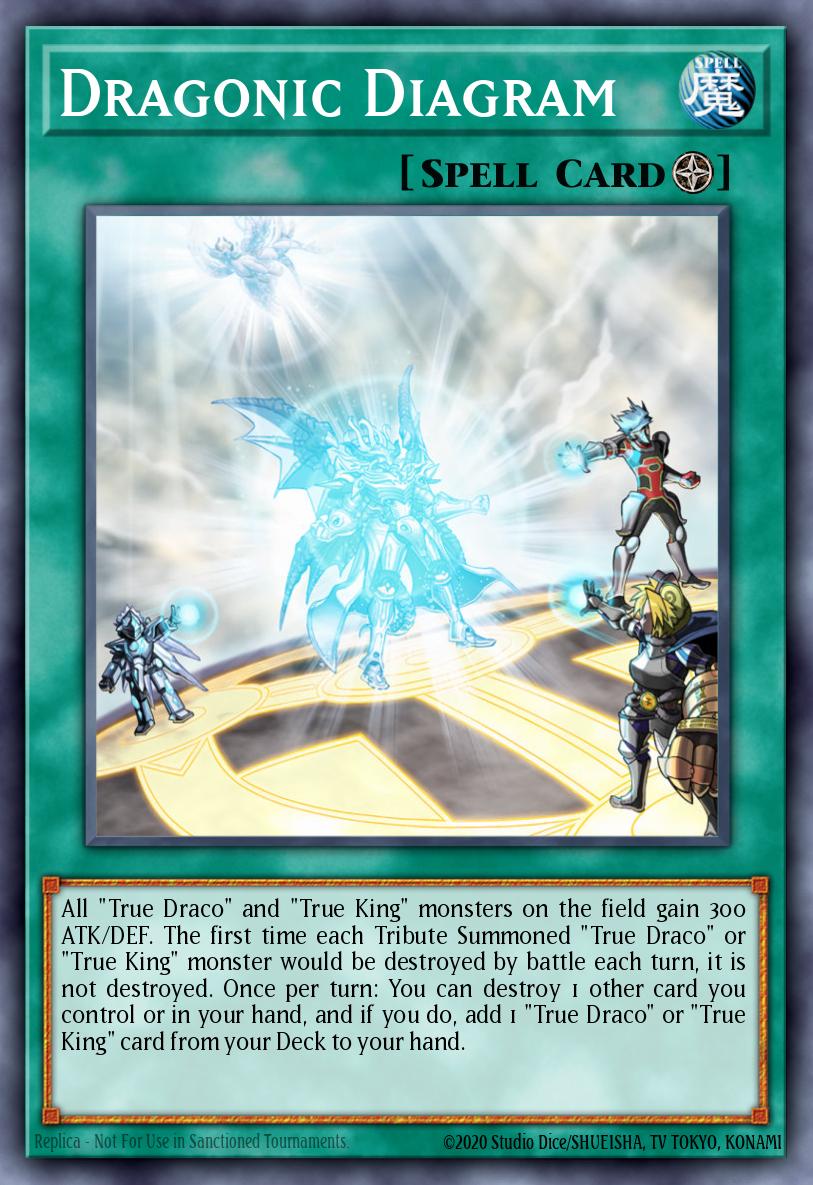 Dragonic Diagram
SPELL
魔
[Spell Card]
All "True Draco" and "True King" monsters on the field gain 300
ATK/DEF. The first time each Tribute Summoned "True Draco" or
"True King" monster would be destroyed by battle each turn, it is
not destroyed. Once per turn: You can destroy 1 other card you
control or in your hand, and if you do, add 1 "True Draco" or "True
King" card from your Deck to your hand.
Replica - Not For Use in Sanctioned Tournaments.
©2020 Studio Dice/SHUEISHA, TV TOKYO, KONAMI